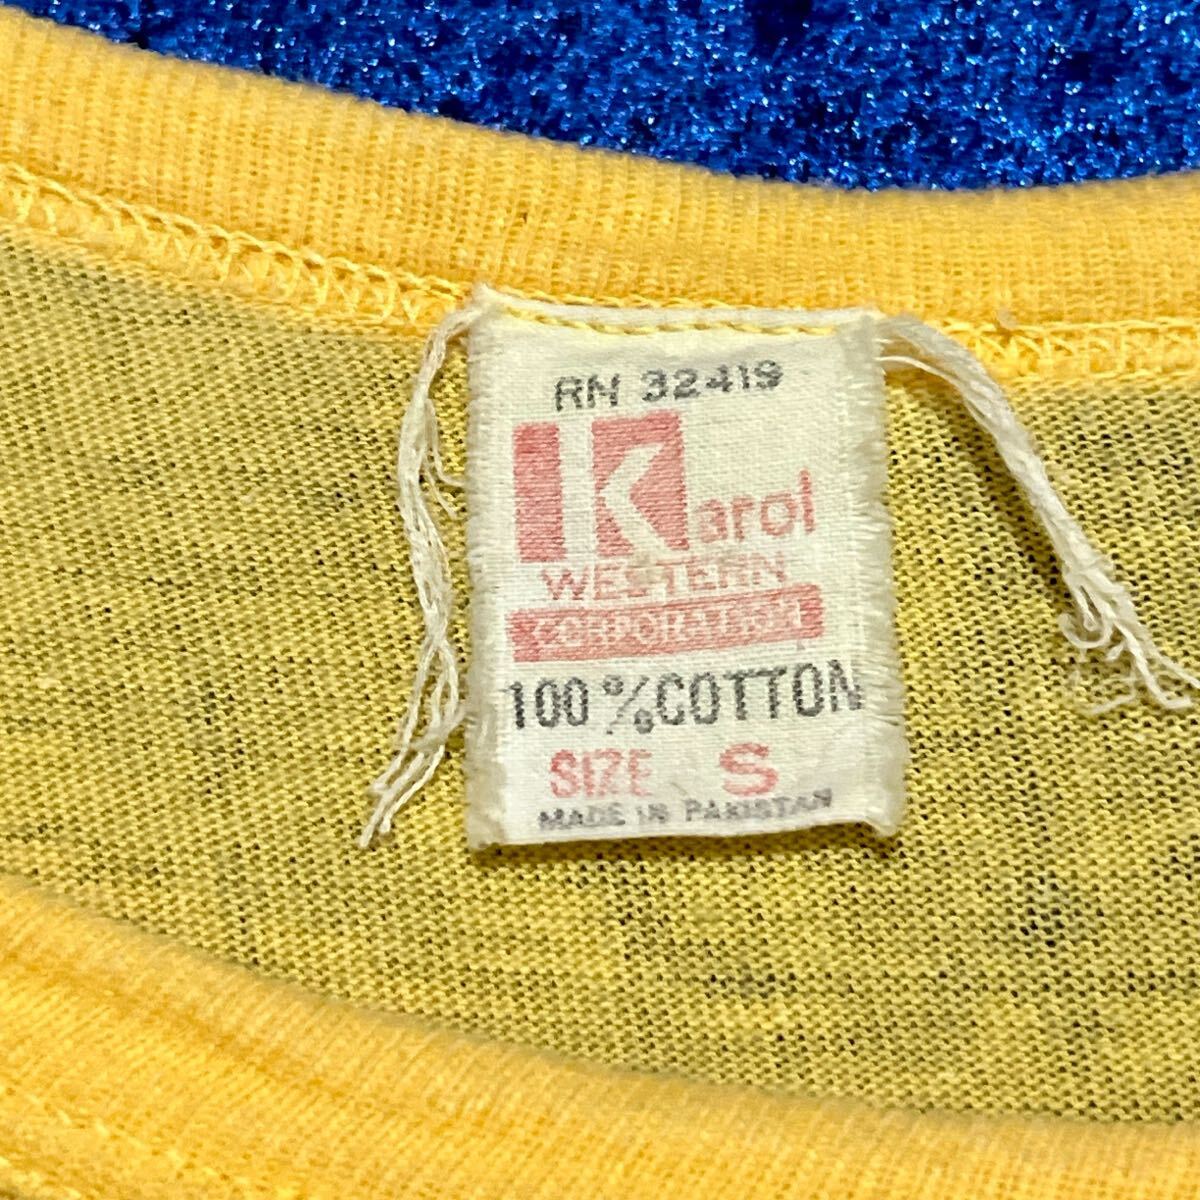 RN 32419
Karol
WESTERN
CORPORATION
100% COTTON
SIZE S
MADE IN PAKISTAN